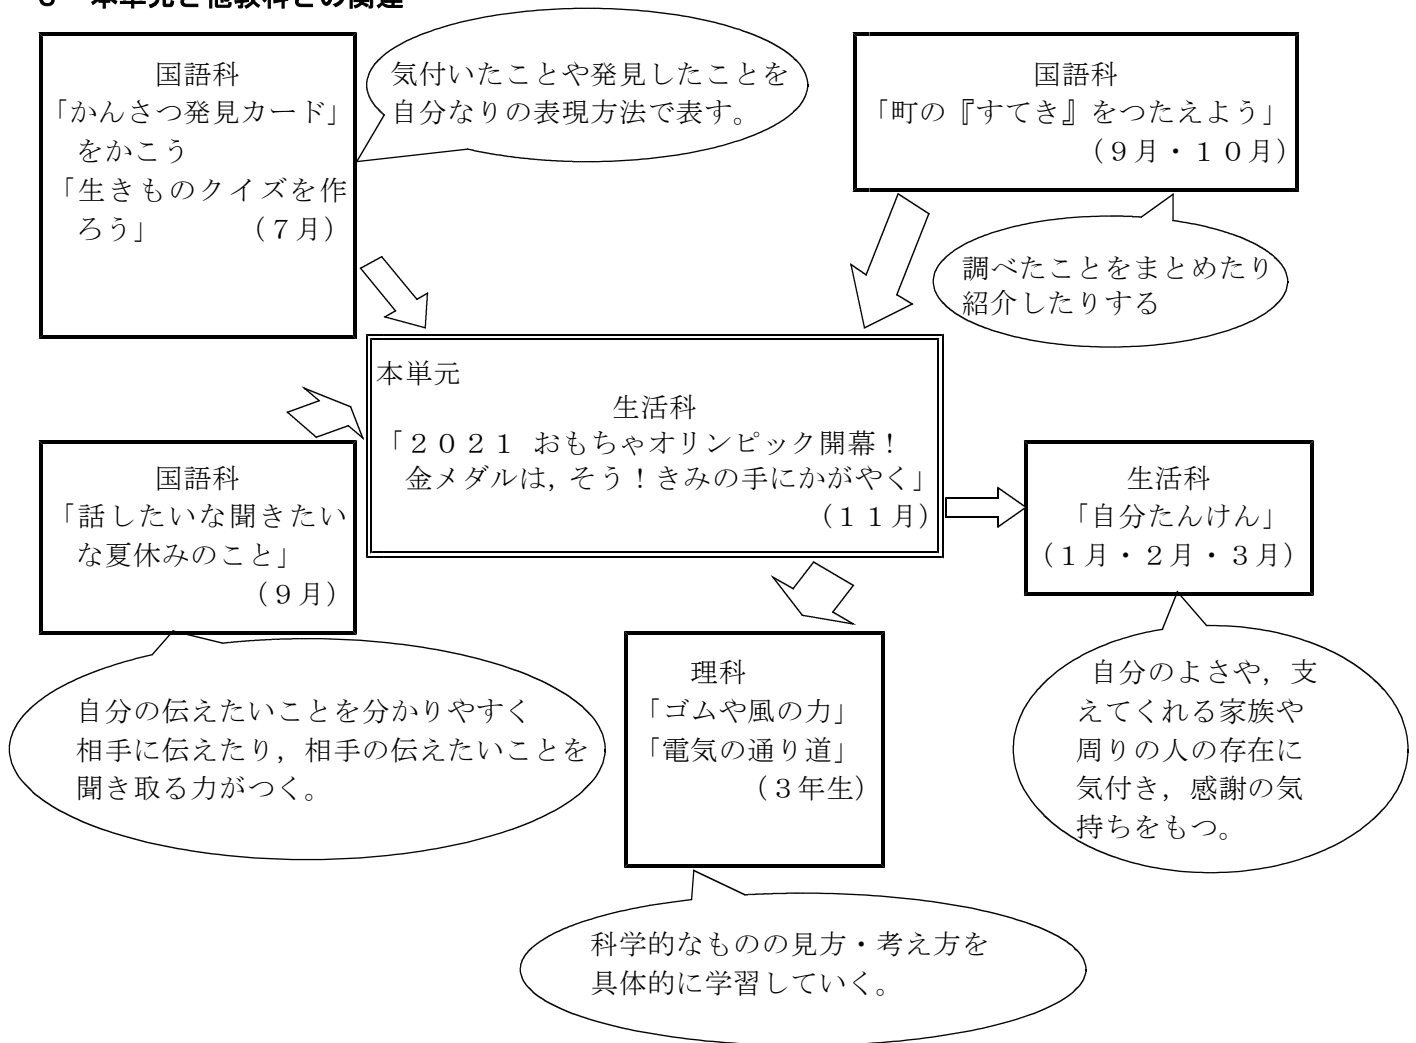 本単元と他教科との関連
国語科
「かんさつ発見カード」
をかこう
「生きものクイズを作
ろう」 （７月）
気付いたことや発見したことを
自分なりの表現方法で表す。
国語科
「町の『すてき』をつたえよう」
（９月・１０月）
調べたことをまとめたり
紹介したりする
本単元
生活科
「２０２１ おもちゃオリンピック開幕！
金メダルは，そう！きみの手にかがやく」
（１１月）
国語科
「話したいな聞きたい
な夏休みのこと」
（９月）
自分の伝えたいことを分かりやすく
相手に伝えたり，相手の伝えたいことを
聞き取る力がつく。
理科
「ゴムや風の力」
「電気の通り道」
（３年生）
科学的なものの見方・考え方を
具体的に学習していく。
生活科
「自分たんけん」
（１月・２月・３月）
自分のよさや，支
えてくれる家族や
周りの人の存在に
気付き，感謝の気
持ちをもつ。